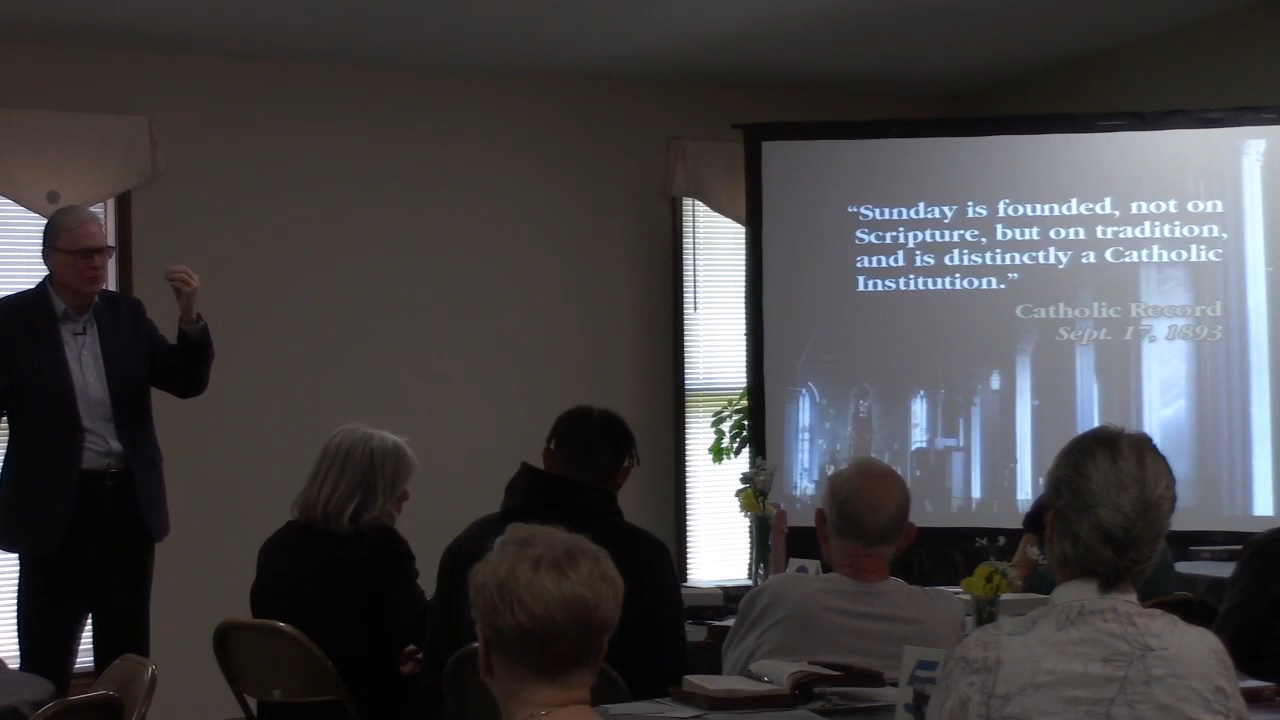 “Sunday is founded, not on
Scripture, but on tradition,
and is distinctly a Catholic
Institution.”
Catholic Record
Sept. 17, 1893